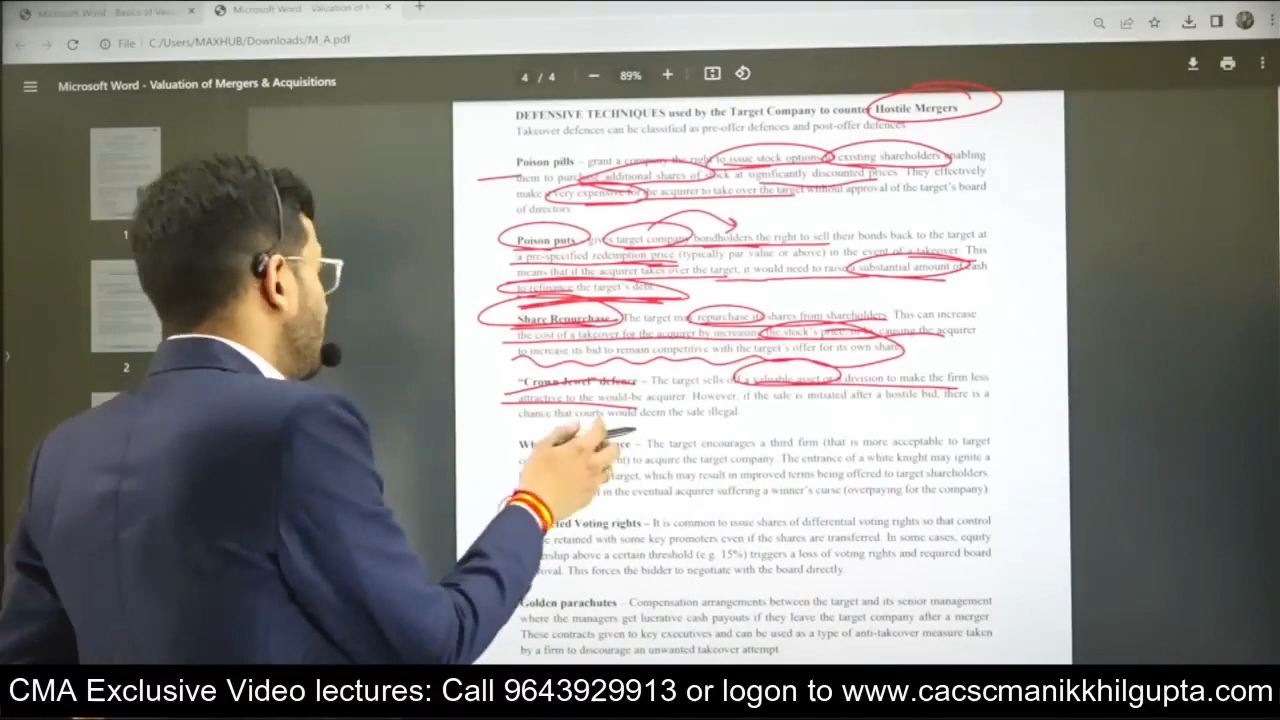 Microsoft Word - Basics of Valu
Microsoft Word - Valuation of M
File C:/Users/MAXHUB/Downloads/M_A.pdf
Microsoft Word - Valuation of Mergers & Acquisitions
4 / 4 89%
1
2
DEFENSIVE TECHNIQUES used by the Target Company to counter Hostile Mergers
Takeover defences can be classified as pre-offer defences and post-offer defences
Poison pills – grant a company the right to issue stock options to existing shareholders enabling
them to purchase additional shares of stock at significantly discounted prices. They effectively
make it very expensive for the acquirer to take over the target without approval of the target's board
of directors.
Poison puts – gives target company bondholders the right to sell their bonds back to the target at
a pre-specified redemption price (typically par value or above) in the event of a takeover. This
means that if the acquirer takes over the target, it would need to raise a substantial amount of cash
to refinance the target's debt.
Share Repurchase – The target may repurchase its shares from shareholders. This can increase
the cost of a takeover for the acquirer by increasing the stock's price, causing the acquirer
to increase its bid to remain competitive with the target's offer for its own share
"Crown Jewel" defence – The target sells off a valuable asset or a division to make the firm less
attractive to the would-be acquirer. However, if the sale is initiated after a hostile bid, there is a
chance that courts would deem the sale illegal.
– The target encourages a third firm (that is more acceptable to target
to acquire the target company. The entrance of a white knight may ignite a
target, which may result in improved terms being offered to target shareholders.
in the eventual acquirer suffering a winner's curse (overpaying for the company)
Voting rights – It is common to issue shares of differential voting rights so that control
retained with some key promoters even if the shares are transferred. In some cases, equity
above a certain threshold (e.g. 15%) triggers a loss of voting rights and required board
This forces the bidder to negotiate with the board directly.
Golden parachutes – Compensation arrangements between the target and its senior management
where the managers get lucrative cash payouts if they leave the target company after a merger.
These contracts given to key executives and can be used as a type of anti-takeover measure taken
by a firm to discourage an unwanted takeover attempt
CMA Exclusive Video lectures: Call 9643929913 or logon to www.cacscmanikkhilgupta.com